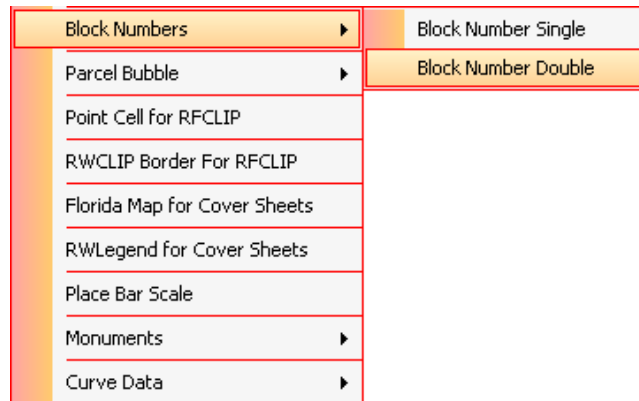 Block Numbers
Block Number Single
Block Number Double
Parcel Bubble
Point Cell for RFCLIP
RWCLIP Border For RFCLIP
Florida Map for Cover Sheets
RWLegend for Cover Sheets
Place Bar Scale
Monuments
Curve Data